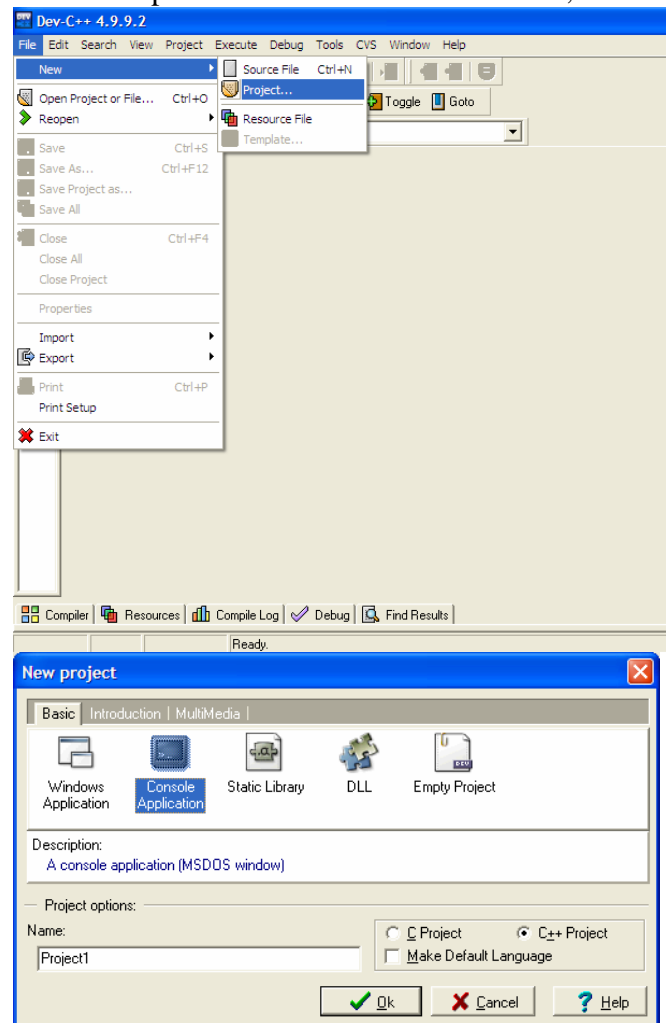 Dev-C++ 4.9.9.2
File Edit Search View Project Execute Debug Tools CVS Window Help
New
Source File Ctrl+N
Project...
Resource File
Template...
Toggle Goto
Open Project or File... Ctrl+O
Reopen
Save Ctrl+S
Save As... Ctrl+F12
Save Project as...
Save All
Close Ctrl+F4
Close All
Close Project
Properties
Import
Export
Print Ctrl+P
Print Setup
Exit
Compiler Resources Compile Log Debug Find Results
Ready.
New project
Basic Introduction MultiMedia
Windows Application
Console Application
Static Library
DLL
Empty Project
Description:
A console application (MSDOS window)
Project options:
Name:
Project1
C Project C++ Project
Make Default Language
Ok Cancel Help